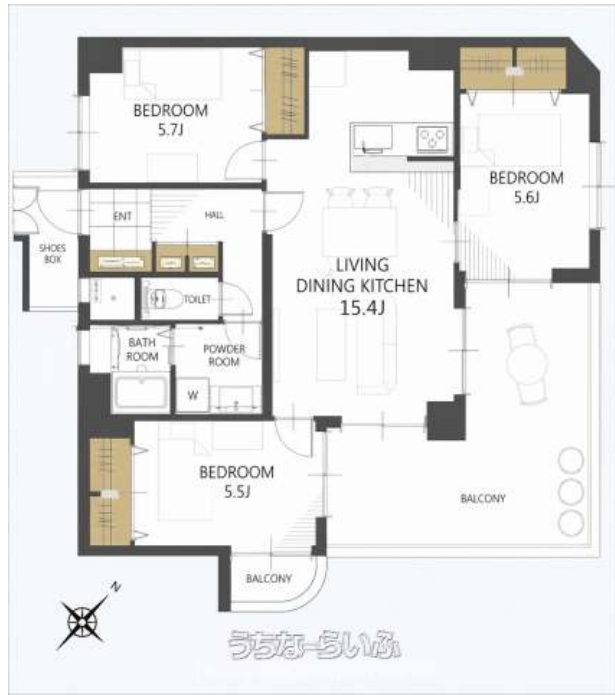 BEDROOM
5.7J
BEDROOM
5.6J
ENT
HALL
SHOES
BOX
LIVING
DINING KITCHEN
15.4J
TOILET
BATH
ROOM
POWDER
ROOM
W
BEDROOM
5.5J
BALCONY
BALCONY
N
うちなーらいふ